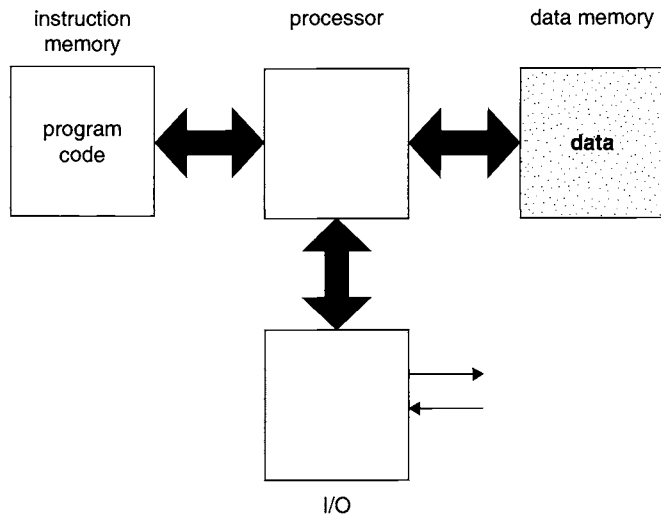 instruction
memory
processor
data memory
program
code
data
I/O